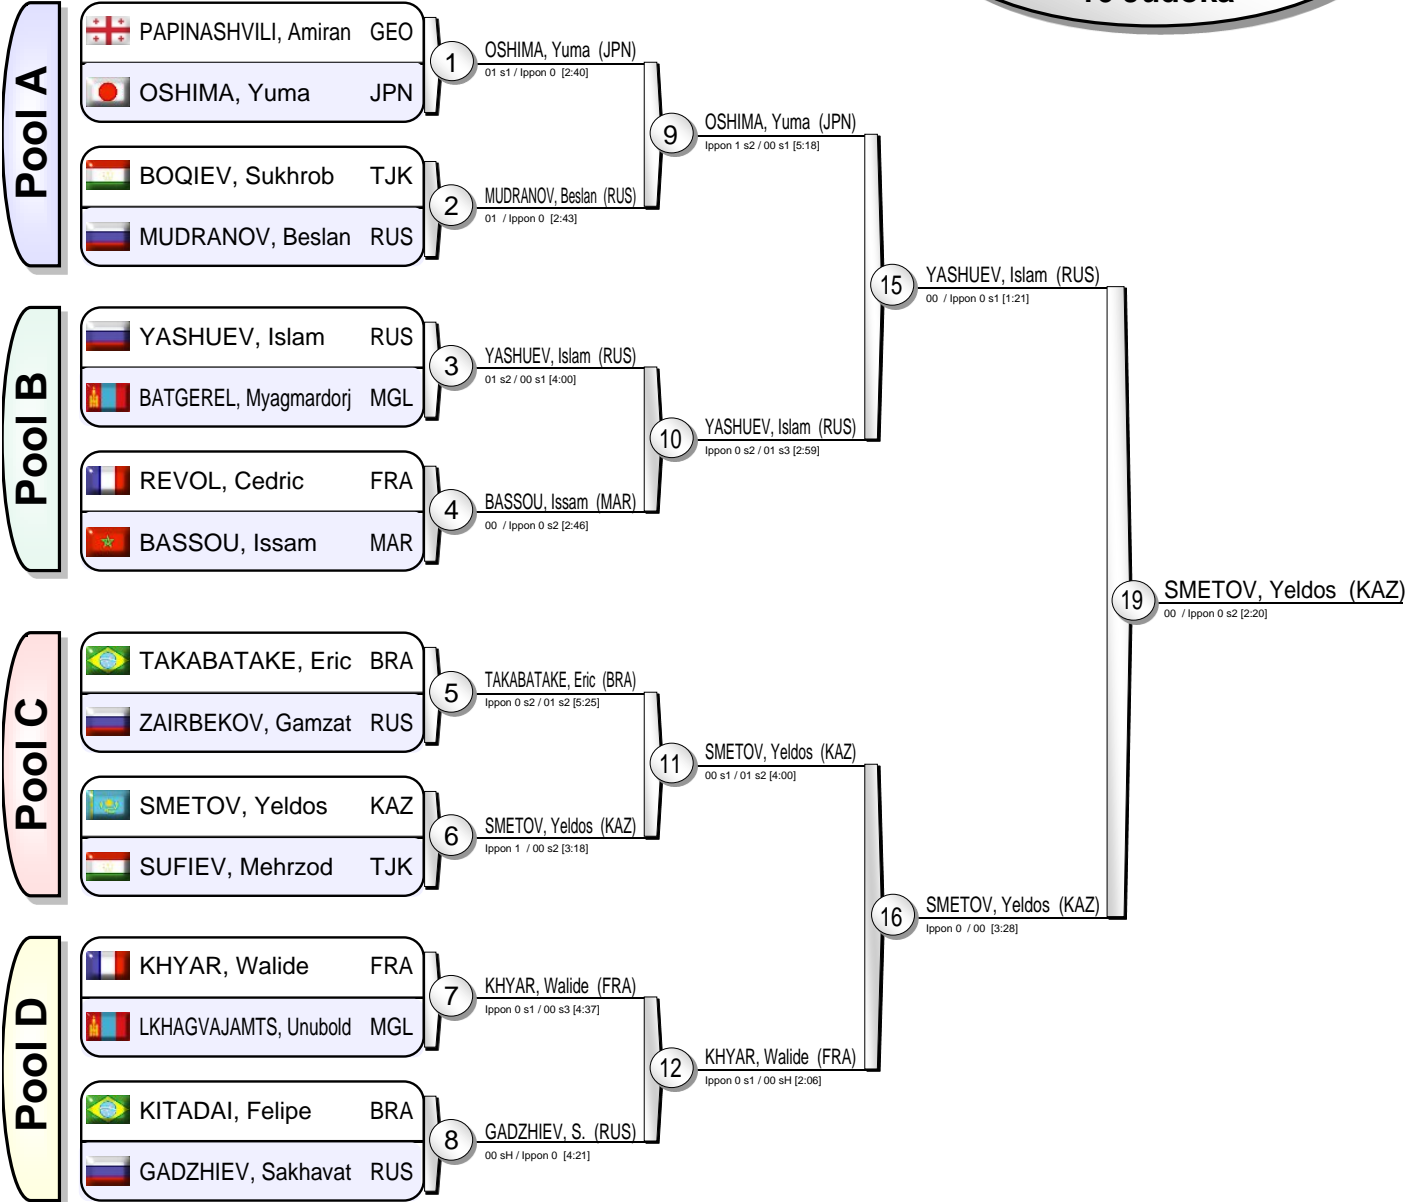 16 Judoka
Pool A
PAPINASHVILI, Amiran GEO
OSHIMA, Yuma JPN
1
OSHIMA, Yuma (JPN)
01 s1 / Ippon 0 [2:40]
BOQIEV, Sukhrob TJK
MUDRANOV, Beslan RUS
2
MUDRANOV, Beslan (RUS)
01 / Ippon 0 [2:43]
9
OSHIMA, Yuma (JPN)
Ippon 1 s2 / 00 s1 [5:18]
Pool B
YASHUEV, Islam RUS
BATGEREL, Myagmardorj MGL
3
YASHUEV, Islam (RUS)
01 s2 / 00 s1 [4:00]
REVOL, Cedric FRA
BASSOU, Issam MAR
4
BASSOU, Issam (MAR)
00 / Ippon 0 s2 [2:46]
10
YASHUEV, Islam (RUS)
Ippon 0 s2 / 01 s3 [2:59]
15
YASHUEV, Islam (RUS)
00 / Ippon 0 s1 [1:21]
Pool C
TAKABATAKE, Eric BRA
ZAIRBEKOV, Gamzat RUS
5
TAKABATAKE, Eric (BRA)
Ippon 0 s2 / 01 s2 [5:25]
SMETOV, Yeldos KAZ
SUFIEV, Mehrzod TJK
6
SMETOV, Yeldos (KAZ)
Ippon 1 / 00 s2 [3:18]
11
SMETOV, Yeldos (KAZ)
00 s1 / 01 s2 [4:00]
Pool D
KHYAR, Walide FRA
LKHAGVAJAMTS, Unubold MGL
7
KHYAR, Walide (FRA)
Ippon 0 s1 / 00 s3 [4:37]
KITADAI, Felipe BRA
GADZHIEV, Sakhavat RUS
8
GADZHIEV, S. (RUS)
00 sH / Ippon 0 [4:21]
12
KHYAR, Walide (FRA)
Ippon 0 s1 / 00 sH [2:06]
16
SMETOV, Yeldos (KAZ)
Ippon 0 / 00 [3:28]
19
SMETOV, Yeldos (KAZ)
00 / Ippon 0 s2 [2:20]